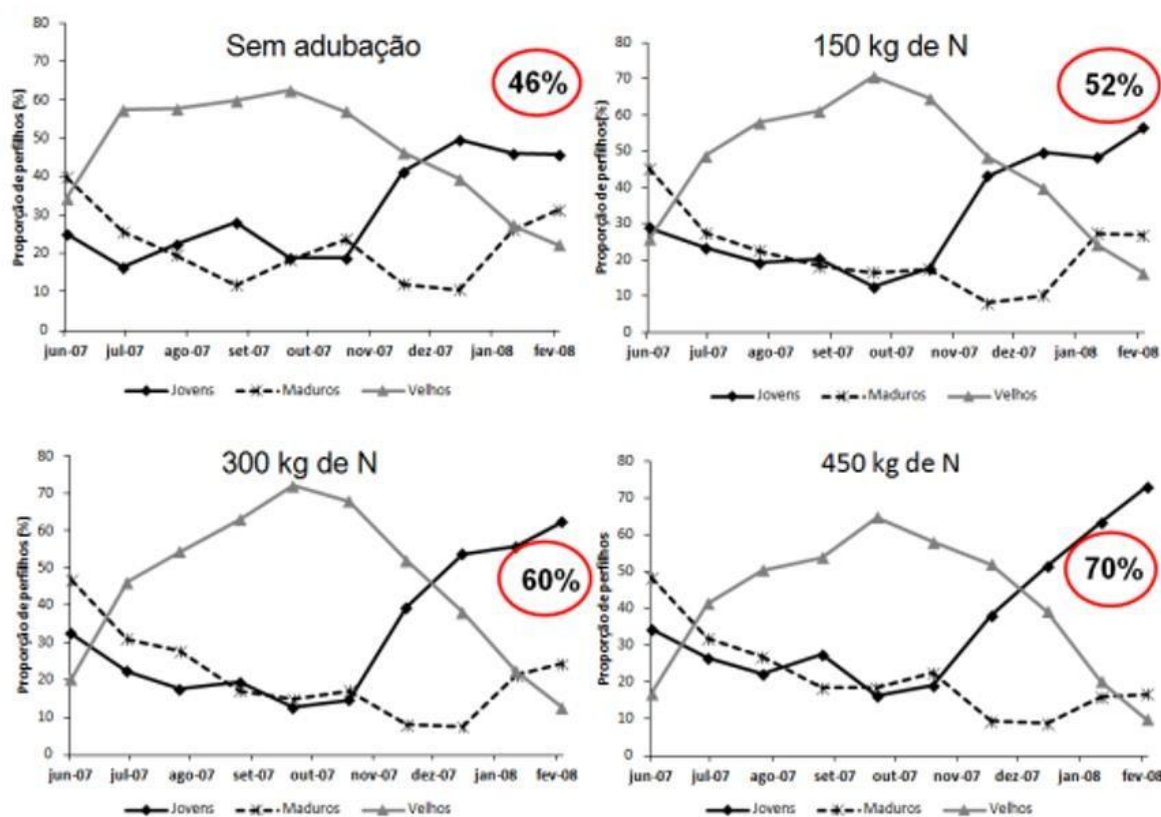 Sem adubação
46%
Proporção de perfilhos (%)
80
70
60
50
40
30
20
10
0
jun-07 jul-07 ago-07 set-07 out-07 nov-07 dez-07 jan-08 fev-08
Jovens Maduros Velhos
150 kg de N
52%
Proporção de perfilhos (%)
80
70
60
50
40
30
20
10
0
jun-07 jul-07 ago-07 set-07 out-07 nov-07 dez-07 jan-08 fev-08
Jovens Maduros Velhos
300 kg de N
60%
Proporção de perfilhos (%)
80
70
60
50
40
30
20
10
0
jun-07 jul-07 ago-07 set-07 out-07 nov-07 dez-07 jan-08 fev-08
Jovens Maduros Velhos
450 kg de N
70%
Proporção de perfilhos
80
70
60
50
40
30
20
10
0
jun-07 jul-07 ago-07 set-07 out-07 nov-07 dez-07 jan-08 fev-08
Jovens Maduros Velhos